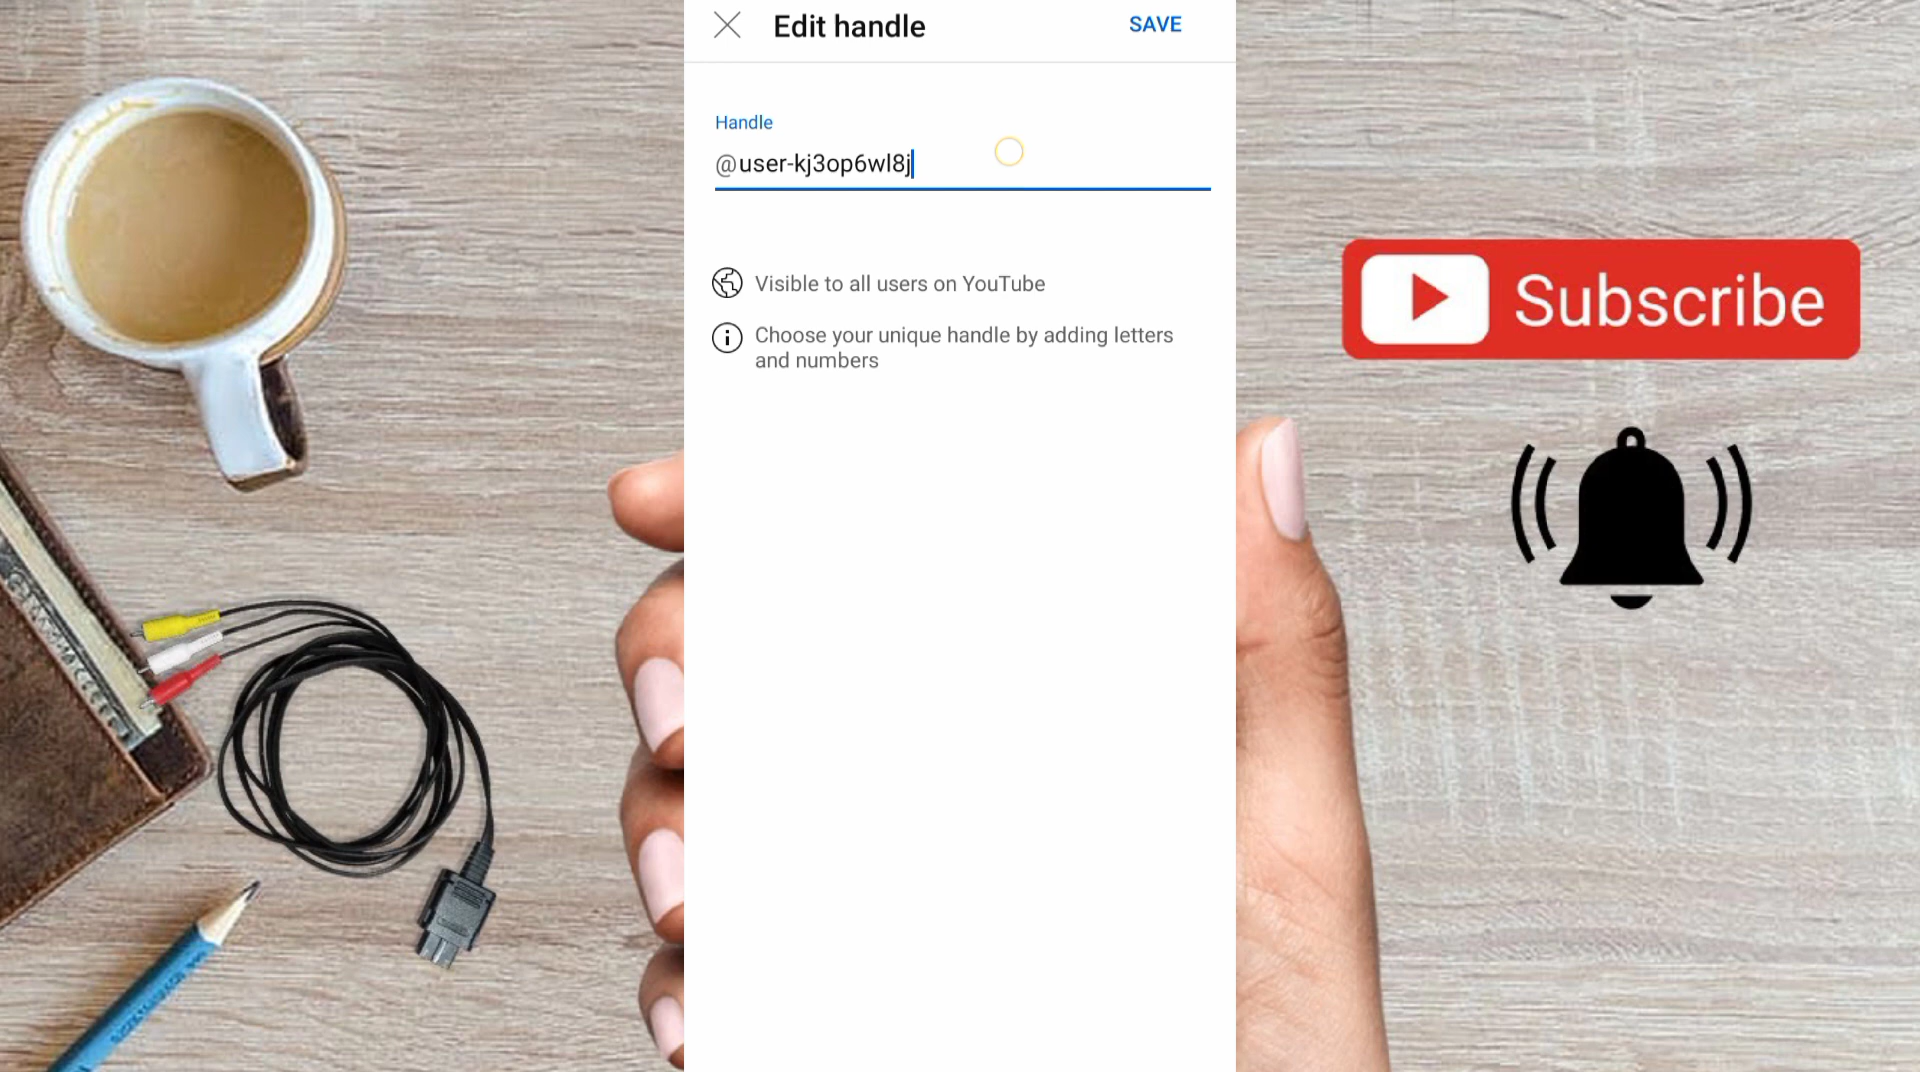 Edit handle
SAVE
Handle
@user-kj3op6wl8j
Visible to all users on YouTube
Choose your unique handle by adding letters
and numbers
Subscribe